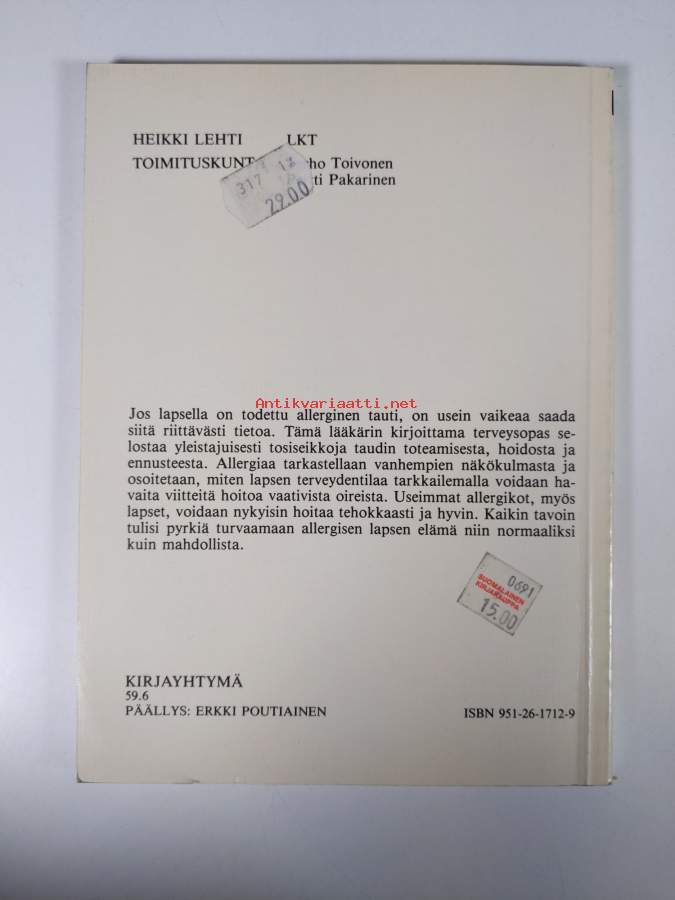 HEIKKI LEHTI LKT
TOIMITUSKUNT ho Toivonen
tti Pakarinen
317 12
29.00
Antikvariaatti.net
Jos lapsella on todettu allerginen tauti, on usein vaikeaa saada
siitä riittävästi tietoa. Tämä lääkärin kirjoittama terveysopas se-
lostaa yleistajuisesti tosiseikkoja taudin toteamisesta, hoidosta ja
ennusteesta. Allergiaa tarkastellaan vanhempien näkökulmasta ja
osoitetaan, miten lapsen terveydentilaa tarkkailemalla voidaan ha-
vaita viitteitä hoitoa vaativista oireista. Useimmat allergikot, myös
lapset, voidaan nykyisin hoitaa tehokkaasti ja hyvin. Kaikin tavoin
tulisi pyrkiä turvaamaan allergisen lapsen elämä niin normaaliksi
kuin mahdollista.
0691
SUOMALAINEN
KIRJAKAUPPA
15.00
KIRJAYHTYMÄ
59.6
PÄÄLLYS: ERKKI POUTIAINEN ISBN 951-26-1712-9